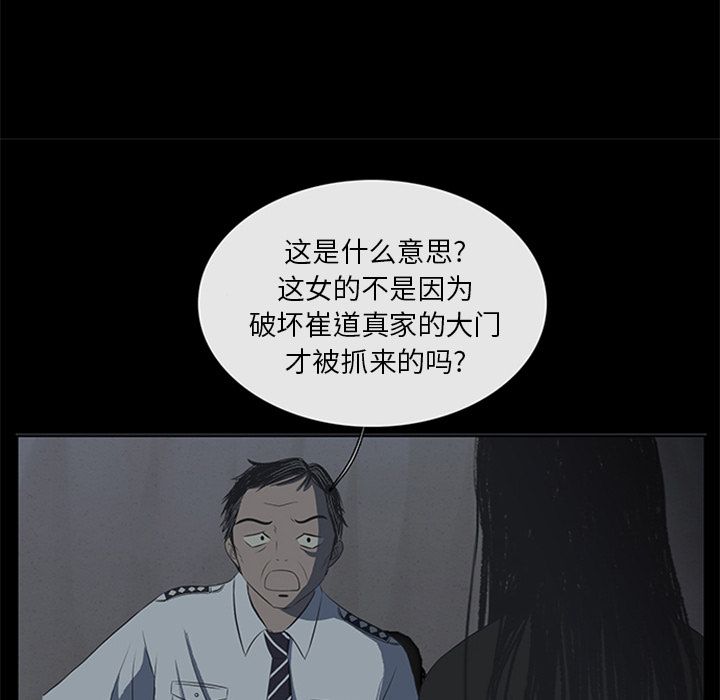 这是什么意思?
这女的不是因为
破坏崔道真家的大门
才被抓来的吗?